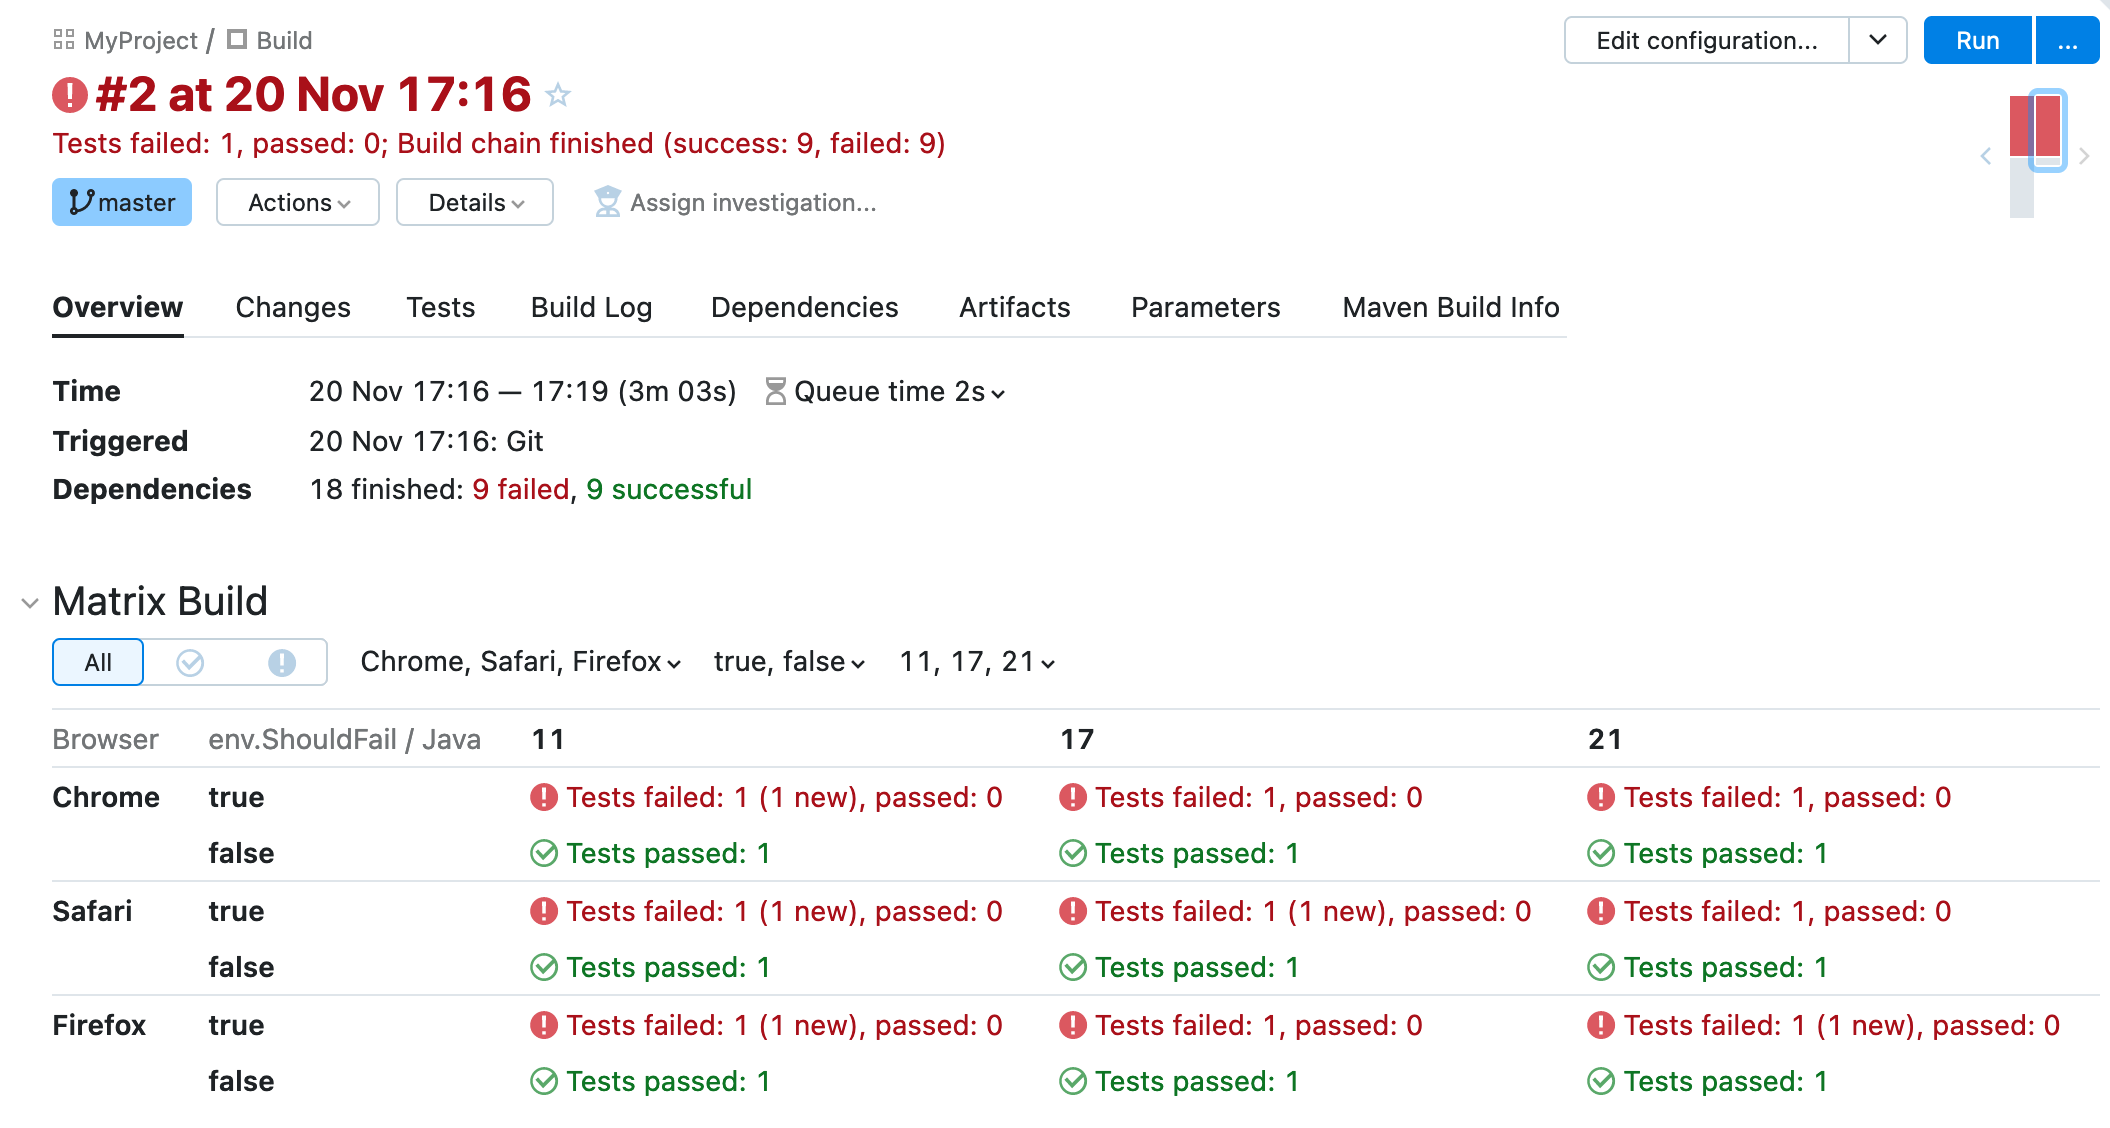 MyProject / Build
Edit configuration...
Run
...
#2 at 20 Nov 17:16
Tests failed: 1, passed: 0; Build chain finished (success: 9, failed: 9)
master
Actions
Details
Assign investigation...
Overview Changes Tests Build Log Dependencies Artifacts Parameters Maven Build Info
Time 20 Nov 17:16 — 17:19 (3m 03s) Queue time 2s
Triggered 20 Nov 17:16: Git
Dependencies 18 finished: 9 failed, 9 successful
Matrix Build
All Chrome, Safari, Firefox true, false 11, 17, 21
Browser env.ShouldFail / Java 11 17 21
Chrome true Tests failed: 1 (1 new), passed: 0 Tests failed: 1, passed: 0 Tests failed: 1, passed: 0
false Tests passed: 1 Tests passed: 1 Tests passed: 1
Safari true Tests failed: 1 (1 new), passed: 0 Tests failed: 1 (1 new), passed: 0 Tests failed: 1, passed: 0
false Tests passed: 1 Tests passed: 1 Tests passed: 1
Firefox true Tests failed: 1 (1 new), passed: 0 Tests failed: 1, passed: 0 Tests failed: 1 (1 new), passed: 0
false Tests passed: 1 Tests passed: 1 Tests passed: 1